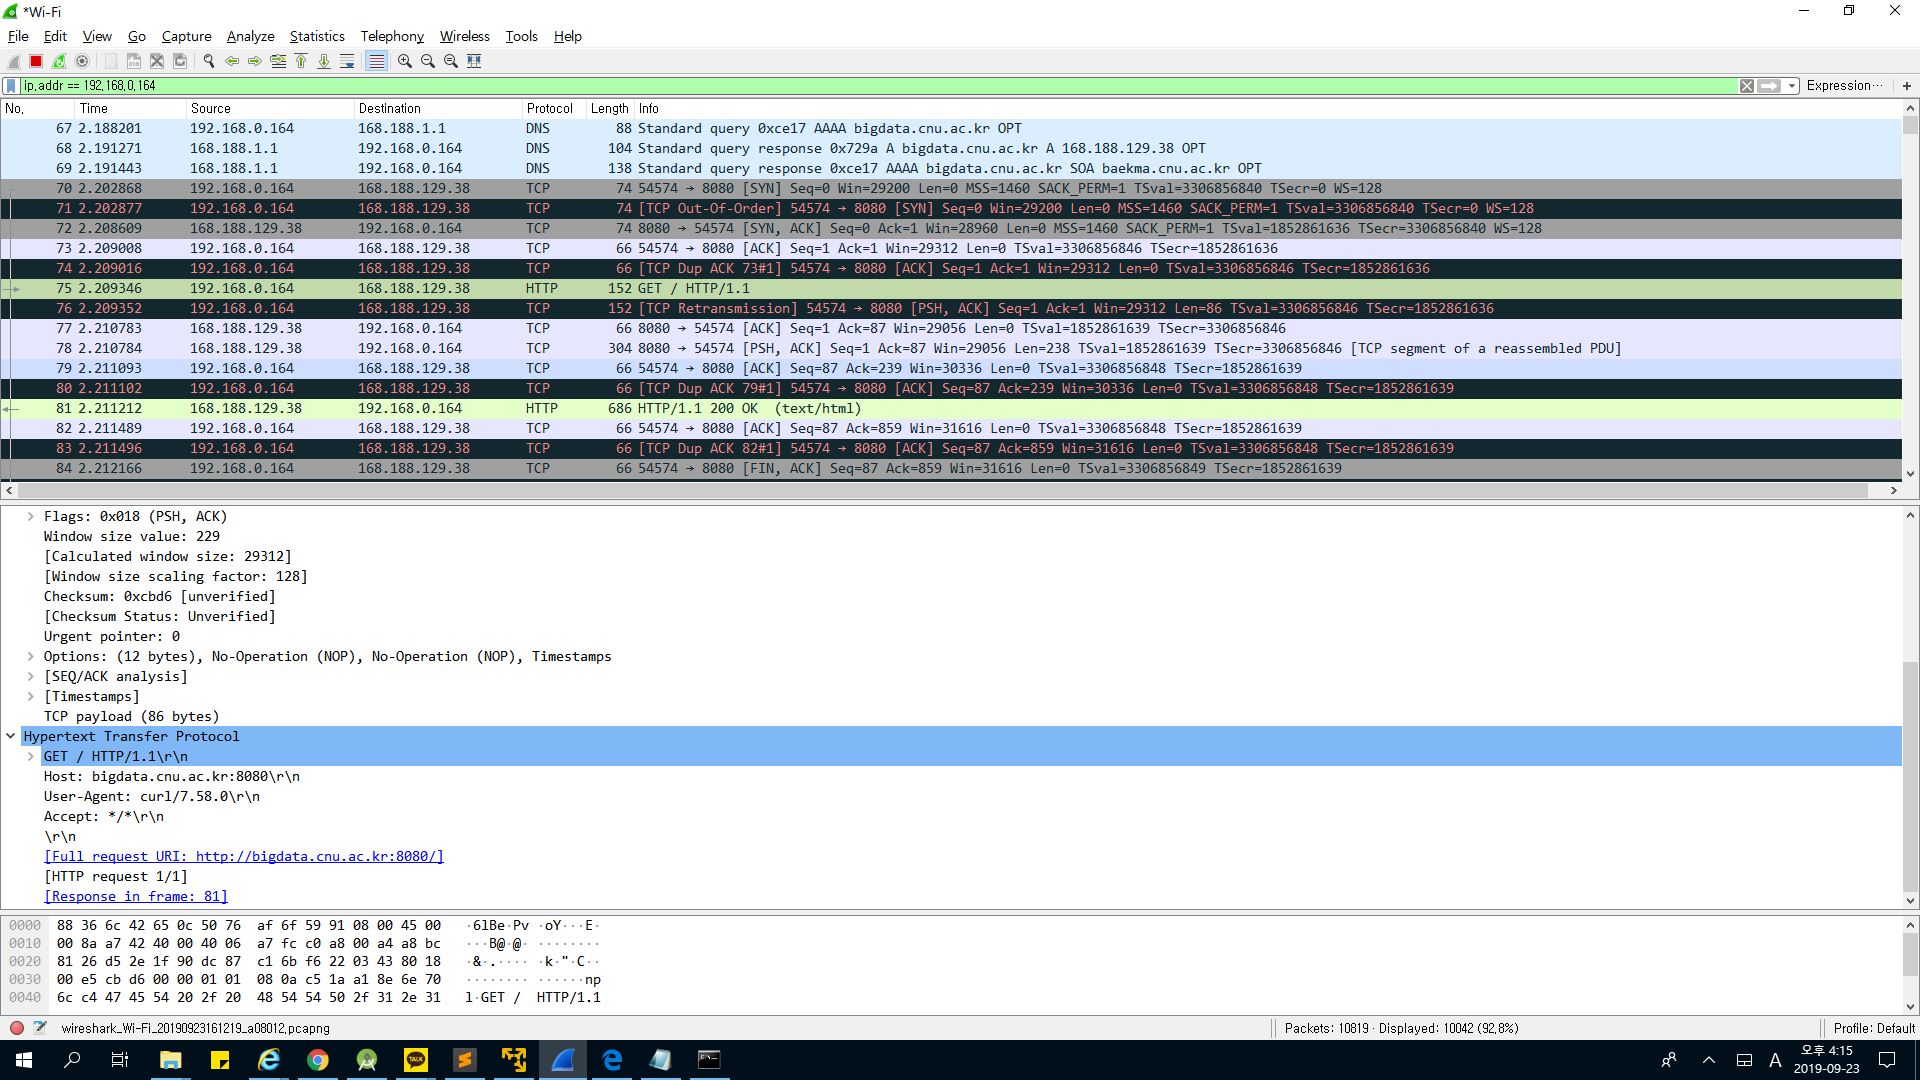 *Wi-Fi
File Edit View Go Capture Analyze Statistics Telephony Wireless Tools Help
ip.addr == 192.168.0.164 Expression… +
No. Time Source Destination Protocol Length Info
67 2.188201 192.168.0.164 168.188.1.1 DNS 88 Standard query 0xce17 AAAA bigdata.cnu.ac.kr OPT
68 2.191271 168.188.1.1 192.168.0.164 DNS 104 Standard query response 0x729a A bigdata.cnu.ac.kr A 168.188.129.38 OPT
69 2.191443 168.188.1.1 192.168.0.164 DNS 138 Standard query response 0xce17 AAAA bigdata.cnu.ac.kr SOA baekma.cnu.ac.kr OPT
70 2.202868 192.168.0.164 168.188.129.38 TCP 74 54574 → 8080 [SYN] Seq=0 Win=29200 Len=0 MSS=1460 SACK_PERM=1 TSval=3306856840 TSecr=0 WS=128
71 2.202877 192.168.0.164 168.188.129.38 TCP 74 [TCP Out-Of-Order] 54574 → 8080 [SYN] Seq=0 Win=29200 Len=0 MSS=1460 SACK_PERM=1 TSval=3306856840 TSecr=0 WS=128
72 2.208609 168.188.129.38 192.168.0.164 TCP 74 8080 → 54574 [SYN, ACK] Seq=0 Ack=1 Win=28960 Len=0 MSS=1460 SACK_PERM=1 TSval=1852861636 TSecr=3306856840 WS=128
73 2.209008 192.168.0.164 168.188.129.38 TCP 66 54574 → 8080 [ACK] Seq=1 Ack=1 Win=29312 Len=0 TSval=3306856846 TSecr=1852861636
74 2.209016 192.168.0.164 168.188.129.38 TCP 66 [TCP Dup ACK 73#1] 54574 → 8080 [ACK] Seq=1 Ack=1 Win=29312 Len=0 TSval=3306856846 TSecr=1852861636
75 2.209346 192.168.0.164 168.188.129.38 HTTP 152 GET / HTTP/1.1
76 2.209352 192.168.0.164 168.188.129.38 TCP 152 [TCP Retransmission] 54574 → 8080 [PSH, ACK] Seq=1 Ack=1 Win=29312 Len=86 TSval=3306856846 TSecr=1852861636
77 2.210783 168.188.129.38 192.168.0.164 TCP 66 8080 → 54574 [ACK] Seq=1 Ack=87 Win=29056 Len=0 TSval=1852861639 TSecr=3306856846
78 2.210784 168.188.129.38 192.168.0.164 TCP 304 8080 → 54574 [PSH, ACK] Seq=1 Ack=87 Win=29056 Len=238 TSval=1852861639 TSecr=3306856846 [TCP segment of a reassembled PDU]
79 2.211093 192.168.0.164 168.188.129.38 TCP 66 54574 → 8080 [ACK] Seq=87 Ack=239 Win=30336 Len=0 TSval=3306856848 TSecr=1852861639
80 2.211102 192.168.0.164 168.188.129.38 TCP 66 [TCP Dup ACK 79#1] 54574 → 8080 [ACK] Seq=87 Ack=239 Win=30336 Len=0 TSval=3306856848 TSecr=1852861639
81 2.211212 168.188.129.38 192.168.0.164 HTTP 686 HTTP/1.1 200 OK (text/html)
82 2.211489 192.168.0.164 168.188.129.38 TCP 66 54574 → 8080 [ACK] Seq=87 Ack=859 Win=31616 Len=0 TSval=3306856848 TSecr=1852861639
83 2.211496 192.168.0.164 168.188.129.38 TCP 66 [TCP Dup ACK 82#1] 54574 → 8080 [ACK] Seq=87 Ack=859 Win=31616 Len=0 TSval=3306856848 TSecr=1852861639
84 2.212166 192.168.0.164 168.188.129.38 TCP 66 54574 → 8080 [FIN, ACK] Seq=87 Ack=859 Win=31616 Len=0 TSval=3306856849 TSecr=1852861639
Flags: 0x018 (PSH, ACK)
Window size value: 229
[Calculated window size: 29312]
[Window size scaling factor: 128]
Checksum: 0xcbd6 [unverified]
[Checksum Status: Unverified]
Urgent pointer: 0
Options: (12 bytes), No-Operation (NOP), No-Operation (NOP), Timestamps
[SEQ/ACK analysis]
[Timestamps]
TCP payload (86 bytes)
Hypertext Transfer Protocol
GET / HTTP/1.1\r\n
Host: bigdata.cnu.ac.kr:8080\r\n
User-Agent: curl/7.58.0\r\n
Accept: */*\r\n
\r\n
[Full request URI: http://bigdata.cnu.ac.kr:8080/]
[HTTP request 1/1]
[Response in frame: 81]
0000 88 36 6c 42 65 0c 50 76 af 6f 59 91 08 00 45 00 ·6lBe·Pv ·oY···E·
0010 00 8a a7 42 40 00 40 06 a7 fc c0 a8 00 a4 a8 bc ···B@·@· ········
0020 81 26 d5 2e 1f 90 dc 87 c1 6b f6 22 03 43 80 18 ·&·.···· ·k·"·C··
0030 00 e5 cb d6 00 00 01 01 08 0a c5 1a a1 8e 6e 70 ········ ······np
0040 6c c4 47 45 54 20 2f 20 48 54 54 50 2f 31 2e 31 l·GET / HTTP/1.1
wireshark_Wi-Fi_20190923161219_a08012.pcapng Packets: 10819 · Displayed: 10042 (92.8%) Profile: Default
TALK
A
오후 4:15
2019-09-23